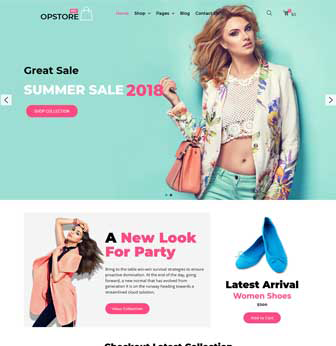 OPSTORE
Home Shop Pages Blog
Great Sale
SUMMER SALE 2018
SHOP COLLECTION
A New Look
For Party
Bring to the table win-win survival strategies to ensure
proactive domination. At the end of the day, going
forward, a new normal that has evolved from
generation X is on the runway heading towards a
streamlined cloud solution.
View Collection
Latest Arrival
Women Shoes
Add to Cart
Checkout Latest Collection